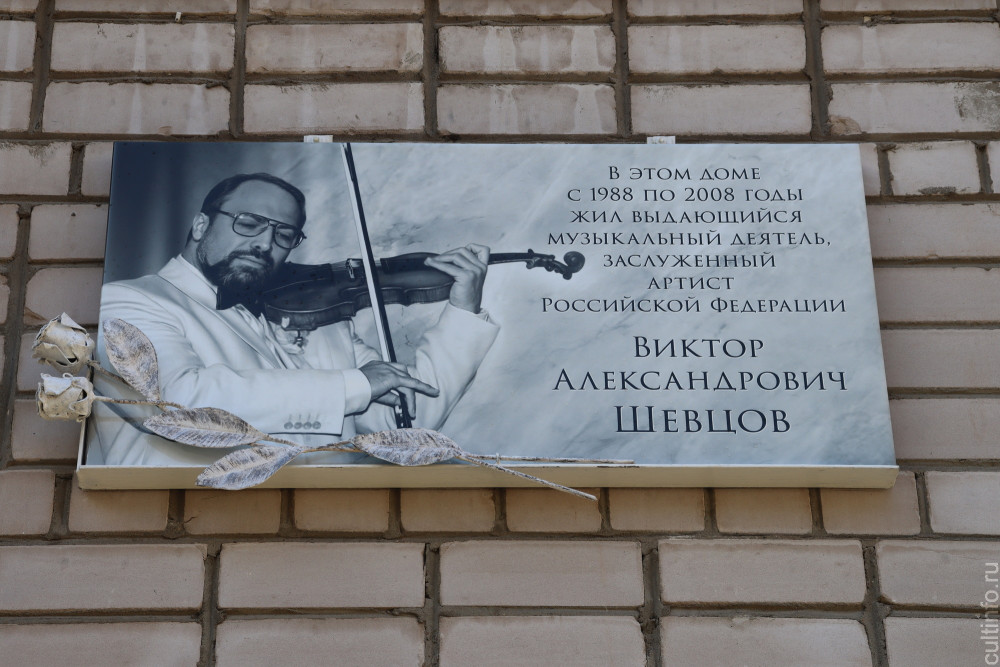 В этом доме
с 1988 по 2008 годы
жил выдающийся
музыкальный деятель,
заслуженный
артист
Российской Федерации
Виктор
Александрович
Шевцов
cultinfo.ru